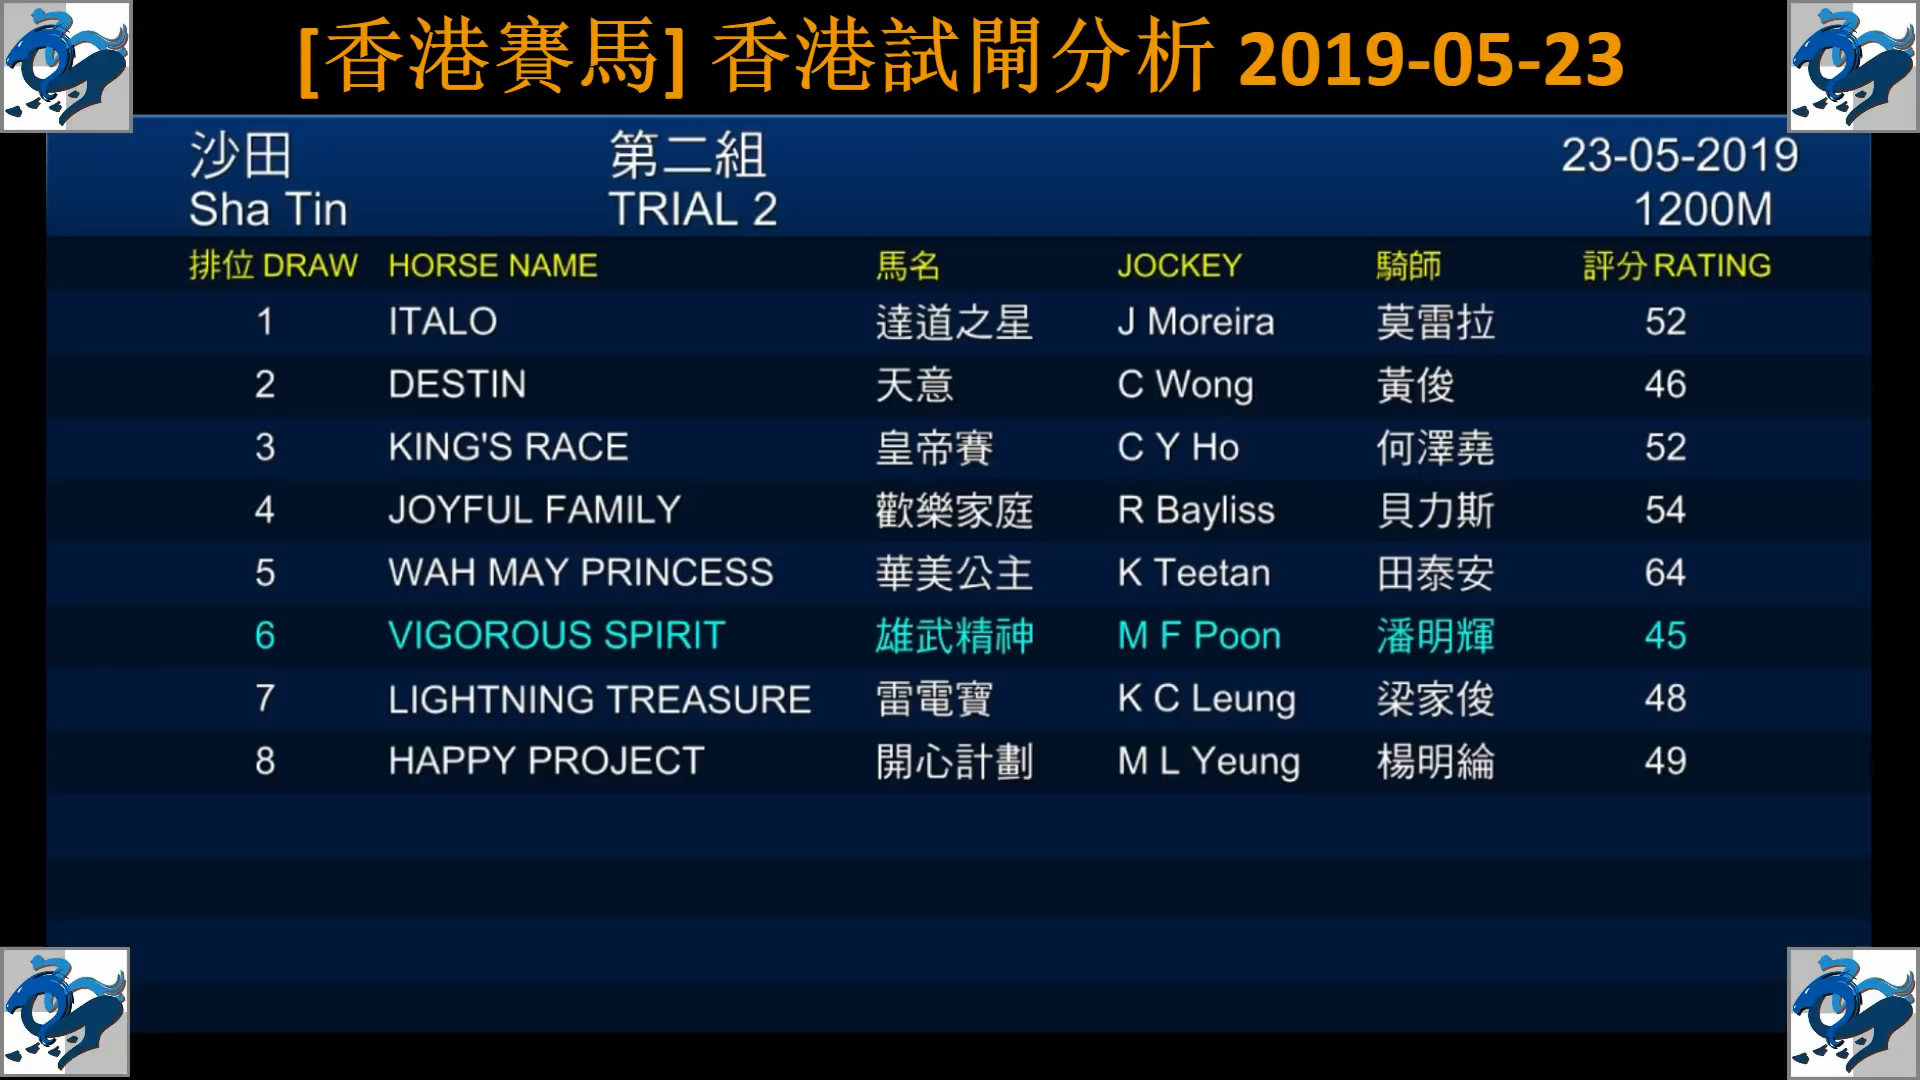 [香港賽馬] 香港試閘分析 2019-05-23
沙田 第二組 23-05-2019
Sha Tin TRIAL 2 1200M
排位 DRAW HORSE NAME 馬名 JOCKEY 騎師 評分 RATING
1 ITALO 達道之星 J Moreira 莫雷拉 52
2 DESTIN 天意 C Wong 黃俊 46
3 KING'S RACE 皇帝賽 C Y Ho 何澤堯 52
4 JOYFUL FAMILY 歡樂家庭 R Bayliss 貝力斯 54
5 WAH MAY PRINCESS 華美公主 K Teetan 田泰安 64
6 VIGOROUS SPIRIT 雄武精神 M F Poon 潘明輝 45
7 LIGHTNING TREASURE 雷電寶 K C Leung 梁家俊 48
8 HAPPY PROJECT 開心計劃 M L Yeung 楊明綸 49